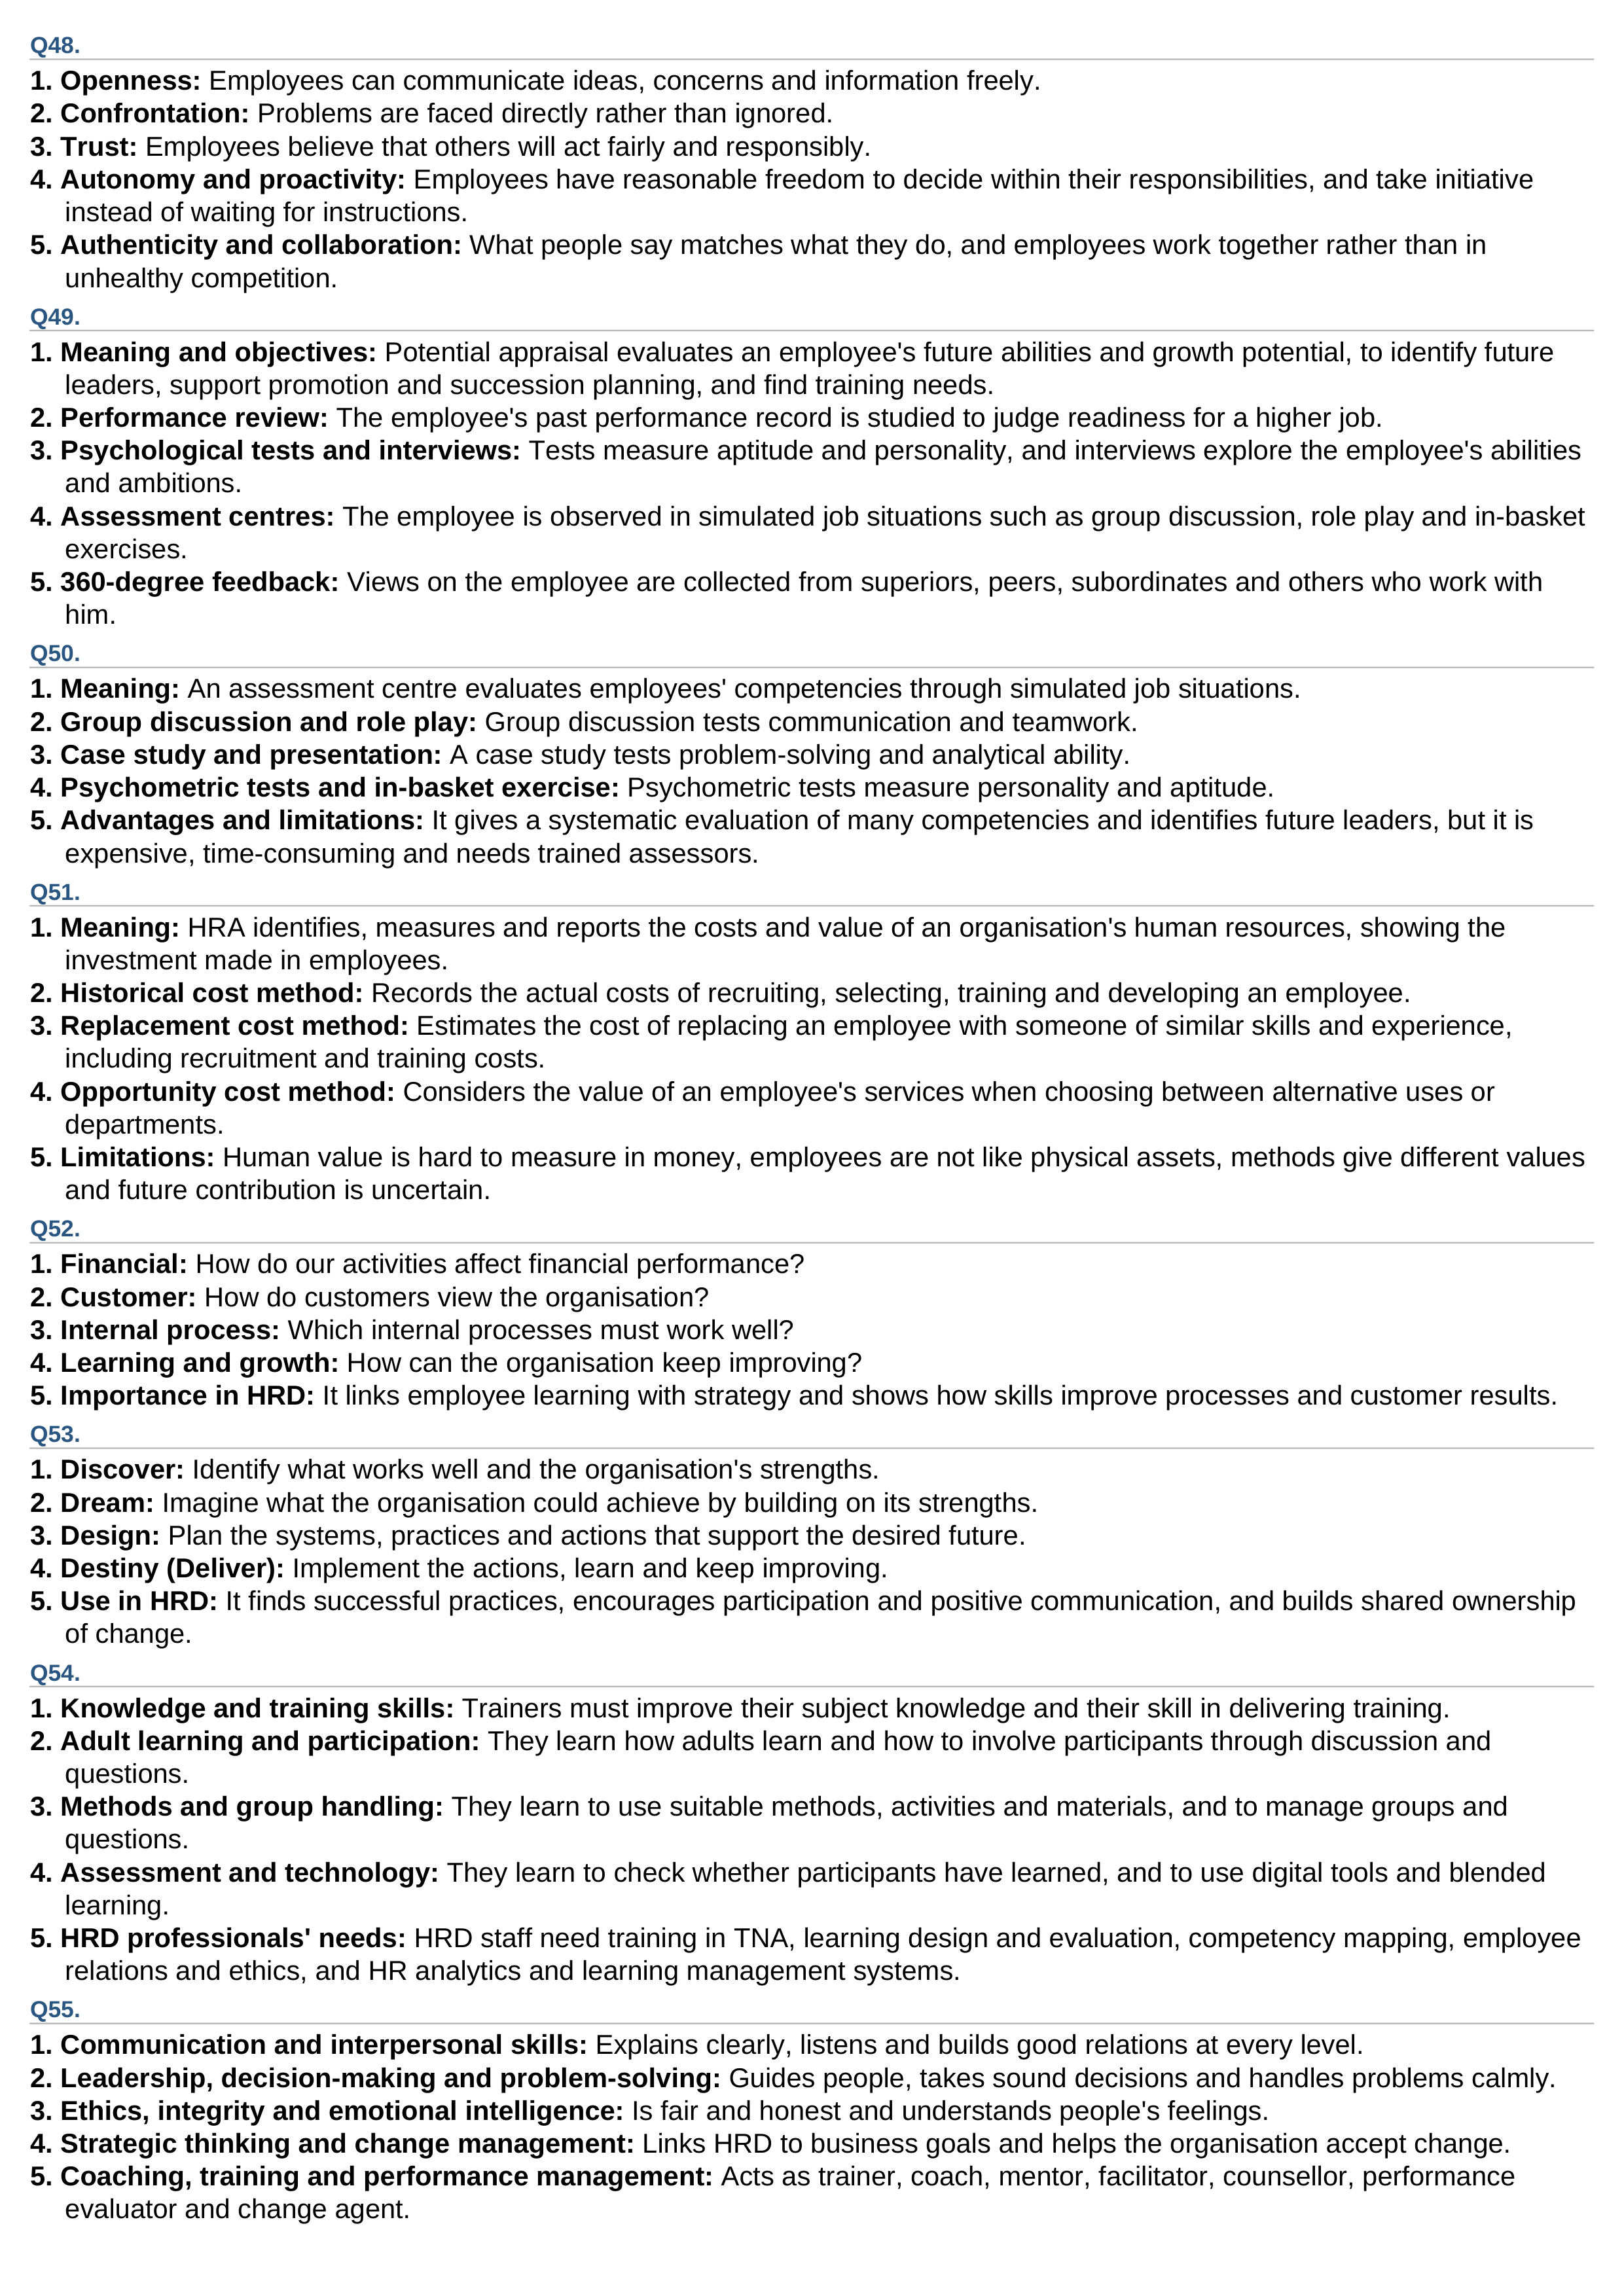 Q48.
1. Openness: Employees can communicate ideas, concerns and information freely.
2. Confrontation: Problems are faced directly rather than ignored.
3. Trust: Employees believe that others will act fairly and responsibly.
4. Autonomy and proactivity: Employees have reasonable freedom to decide within their responsibilities, and take initiative
instead of waiting for instructions.
5. Authenticity and collaboration: What people say matches what they do, and employees work together rather than in
unhealthy competition.
Q49.
1. Meaning and objectives: Potential appraisal evaluates an employee's future abilities and growth potential, to identify future
leaders, support promotion and succession planning, and find training needs.
2. Performance review: The employee's past performance record is studied to judge readiness for a higher job.
3. Psychological tests and interviews: Tests measure aptitude and personality, and interviews explore the employee's abilities
and ambitions.
4. Assessment centres: The employee is observed in simulated job situations such as group discussion, role play and in-basket
exercises.
5. 360-degree feedback: Views on the employee are collected from superiors, peers, subordinates and others who work with
him.
Q50.
1. Meaning: An assessment centre evaluates employees' competencies through simulated job situations.
2. Group discussion and role play: Group discussion tests communication and teamwork.
3. Case study and presentation: A case study tests problem-solving and analytical ability.
4. Psychometric tests and in-basket exercise: Psychometric tests measure personality and aptitude.
5. Advantages and limitations: It gives a systematic evaluation of many competencies and identifies future leaders, but it is
expensive, time-consuming and needs trained assessors.
Q51.
1. Meaning: HRA identifies, measures and reports the costs and value of an organisation's human resources, showing the
investment made in employees.
2. Historical cost method: Records the actual costs of recruiting, selecting, training and developing an employee.
3. Replacement cost method: Estimates the cost of replacing an employee with someone of similar skills and experience,
including recruitment and training costs.
4. Opportunity cost method: Considers the value of an employee's services when choosing between alternative uses or
departments.
5. Limitations: Human value is hard to measure in money, employees are not like physical assets, methods give different values
and future contribution is uncertain.
Q52.
1. Financial: How do our activities affect financial performance?
2. Customer: How do customers view the organisation?
3. Internal process: Which internal processes must work well?
4. Learning and growth: How can the organisation keep improving?
5. Importance in HRD: It links employee learning with strategy and shows how skills improve processes and customer results.
Q53.
1. Discover: Identify what works well and the organisation's strengths.
2. Dream: Imagine what the organisation could achieve by building on its strengths.
3. Design: Plan the systems, practices and actions that support the desired future.
4. Destiny (Deliver): Implement the actions, learn and keep improving.
5. Use in HRD: It finds successful practices, encourages participation and positive communication, and builds shared ownership
of change.
Q54.
1. Knowledge and training skills: Trainers must improve their subject knowledge and their skill in delivering training.
2. Adult learning and participation: They learn how adults learn and how to involve participants through discussion and
questions.
3. Methods and group handling: They learn to use suitable methods, activities and materials, and to manage groups and
questions.
4. Assessment and technology: They learn to check whether participants have learned, and to use digital tools and blended
learning.
5. HRD professionals' needs: HRD staff need training in TNA, learning design and evaluation, competency mapping, employee
relations and ethics, and HR analytics and learning management systems.
Q55.
1. Communication and interpersonal skills: Explains clearly, listens and builds good relations at every level.
2. Leadership, decision-making and problem-solving: Guides people, takes sound decisions and handles problems calmly.
3. Ethics, integrity and emotional intelligence: Is fair and honest and understands people's feelings.
4. Strategic thinking and change management: Links HRD to business goals and helps the organisation accept change.
5. Coaching, training and performance management: Acts as trainer, coach, mentor, facilitator, counsellor, performance
evaluator and change agent.